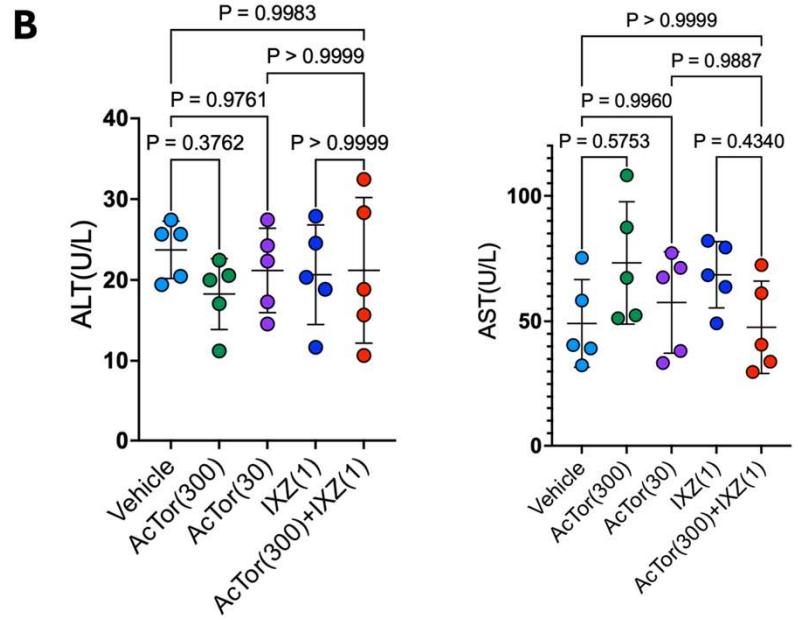 B
P = 0.9983
P > 0.9999
P = 0.9761
P = 0.3762
P > 0.9999
40
30
20
10
0
ALT(U/L)
Vehicle
AcTor(300)
AcTor(30)
IXZ(1)
AcTor(300)+IXZ(1)
P > 0.9999
P = 0.9887
P = 0.9960
P = 0.5753
P = 0.4340
100
50
0
AST(U/L)
Vehicle
AcTor(300)
AcTor(30)
IXZ(1)
AcTor(300)+IXZ(1)